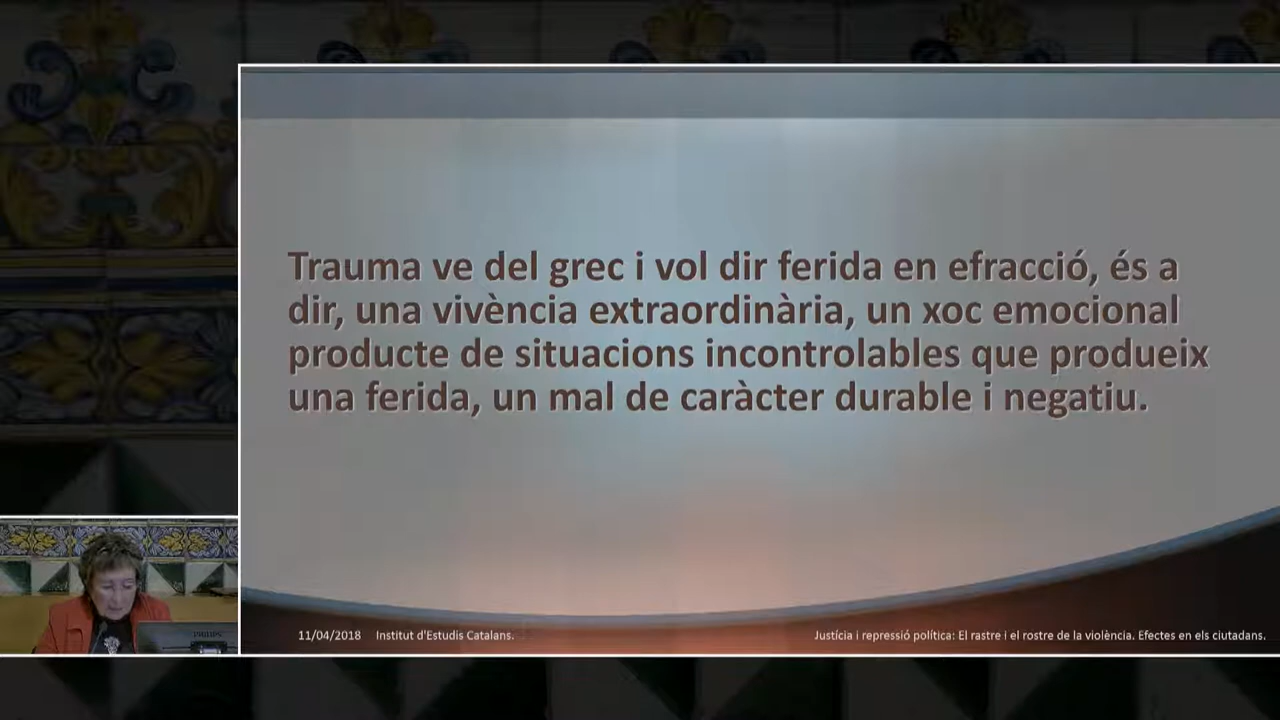 Trauma ve del grec i vol dir ferida en efracció, és a
dir, una vivència extraordinària, un xoc emocional
producte de situacions incontrolables que produeix
una ferida, un mal de caràcter durable i negatiu.
PHILIPS
11/04/2018 Institut d'Estudis Catalans.
Justícia i repressió política: El rastre i el rostre de la violència. Efectes en els ciutadans.